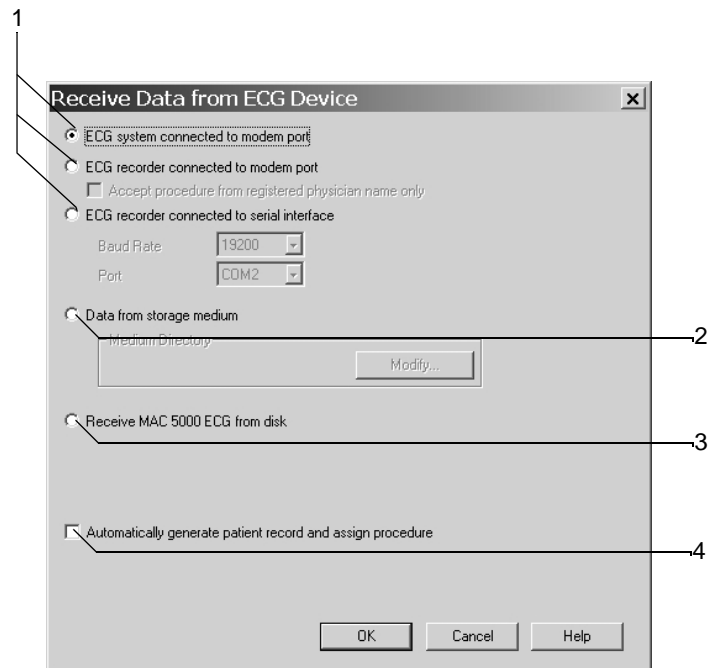 1
Receive Data from ECG Device
ECG system connected to modem port
ECG recorder connected to modem port
Accept procedure from registered physician name only
ECG recorder connected to serial interface
Baud Rate 19200
Port COM2
Data from storage medium
2
Medium Directory
Modify...
Receive MAC 5000 ECG from disk
3
Automatically generate patient record and assign procedure
4
OK Cancel Help